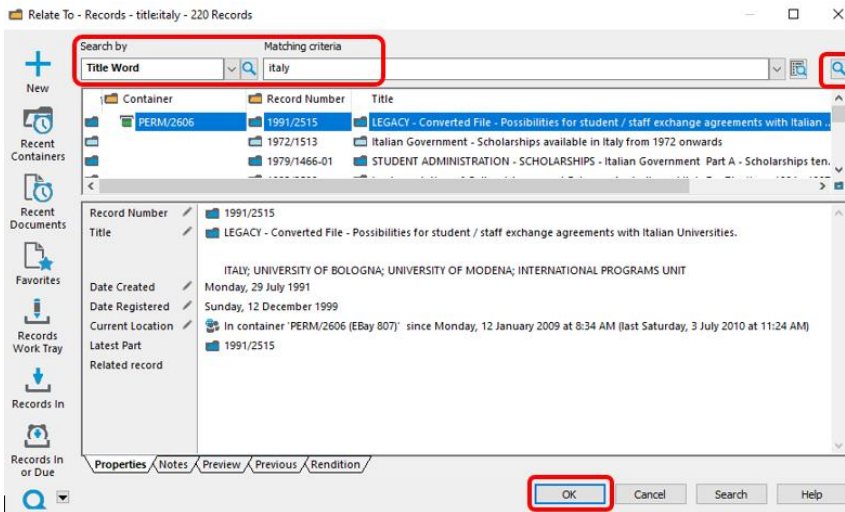 Relate To - Records - title:italy - 220 Records
Search by
Matching criteria
Title Word
italy
New
Container
Record Number
Title
PERM/2606
1991/2515
LEGACY - Converted File - Possibilities for student / staff exchange agreements with Italian ...
1972/1513
Italian Government - Scholarships available in Italy from 1972 onwards
1979/1466-01
STUDENT ADMINISTRATION - SCHOLARSHIPS - Italian Government Part A - Scholarships ten.
Recent
Containers
Recent
Documents
Favorites
Records
Work Tray
Records In
Records In
or Due
Record Number
1991/2515
Title
LEGACY - Converted File - Possibilities for student / staff exchange agreements with Italian Universities.
ITALY; UNIVERSITY OF BOLOGNA; UNIVERSITY OF MODENA; INTERNATIONAL PROGRAMS UNIT
Date Created
Monday, 29 July 1991
Date Registered
Sunday, 12 December 1999
Current Location
In container 'PERM/2606 (EBay 807)' since Monday, 12 January 2009 at 8:34 AM (last Saturday, 3 July 2010 at 11:24 AM)
Latest Part
1991/2515
Related record
Properties
Notes
Preview
Previous
Rendition
OK
Cancel
Search
Help